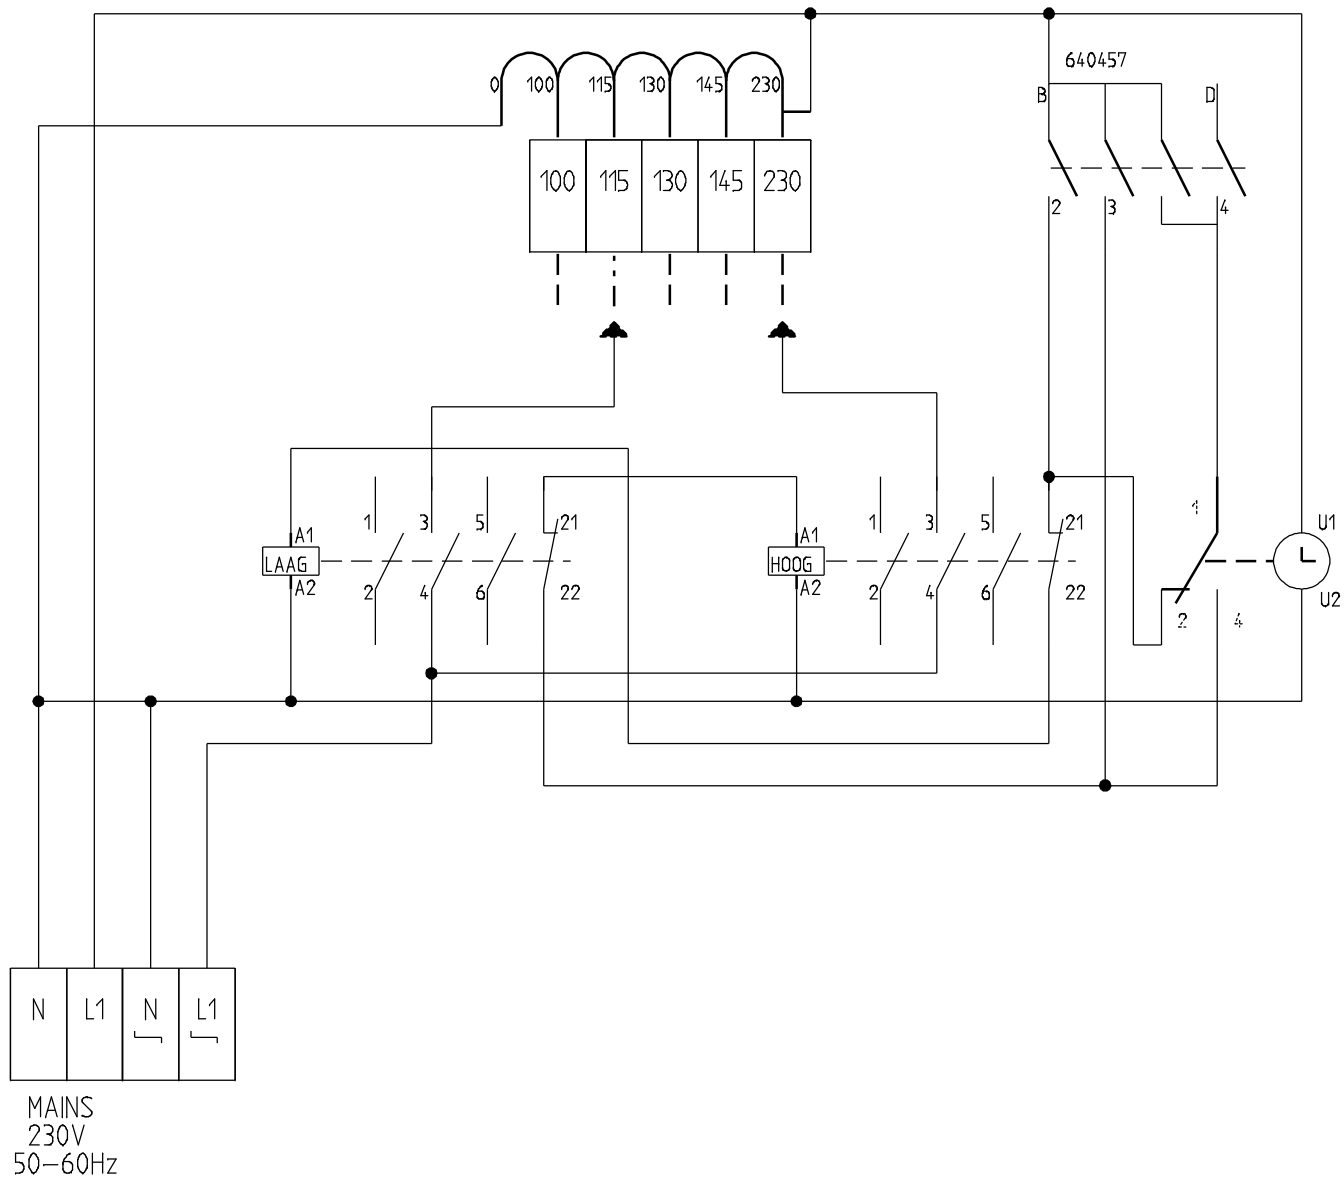 640457
0 100 115 130 145 230
B D
100 115 130 145 230
2 3 4
1 3 5 21
1 3 5 21
1
U1
A1
A1
LAAG
HOOG
A2
A2
2 4 6 22
2 4 6 22
U2
2 4
N L1 N L1
MAINS
230V
50-60Hz